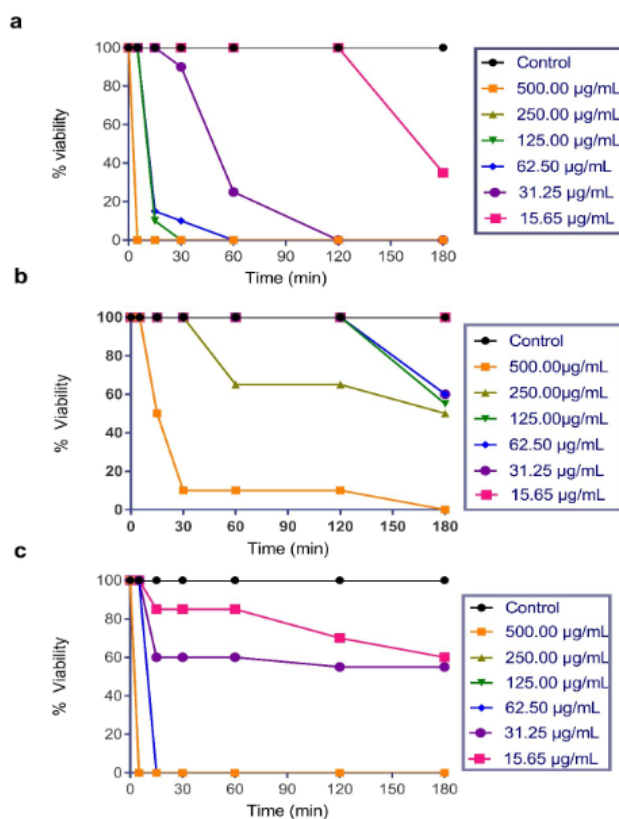 a
100
80
60
40
20
0
% viability
0 30 60 90 120 150 180
Time (min)
Control
500.00 µg/mL
250.00 µg/mL
125.00 µg/mL
62.50 µg/mL
31.25 µg/mL
15.65 µg/mL
b
100
80
60
40
20
0
% Viability
0 30 60 90 120 150 180
Time (min)
Control
500.00µg/mL
250.00 µg/mL
125.00µg/mL
62.50 µg/mL
31.25 µg/mL
15.65 µg/mL
c
100
80
60
40
20
0
% Viability
0 30 60 90 120 150 180
Time (min)
Control
500.00 µg/mL
250.00 µg/mL
125.00 µg/mL
62.50 µg/mL
31.25 µg/mL
15.65 µg/mL